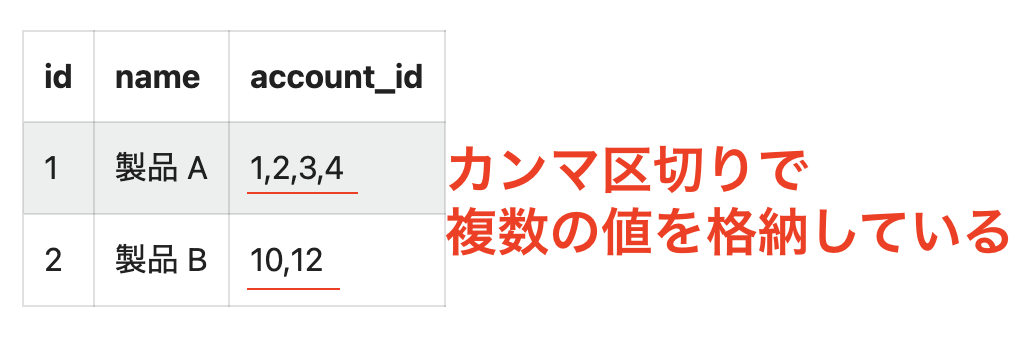 id name account_id
1 製品 A 1,2,3,4
カンマ区切りで
複数の値を格納している
2 製品 B 10,12